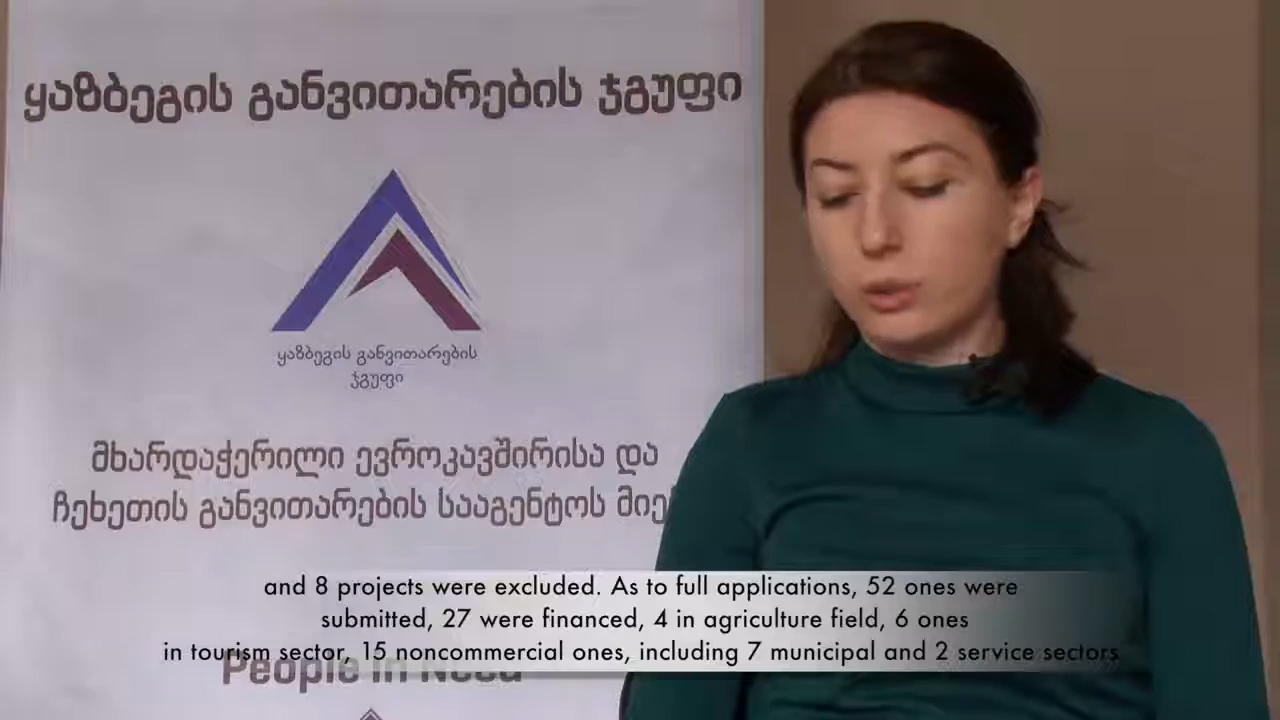 ყაზბეგის განვითარების ჯგუფი
ყაზბეგის განვითარების
ჯგუფი
მხარდაჭერილი ევროკავშირისა და
ჩეხეთის განვითარების სააგენტოს
and 8 projects were excluded. As to full applications, 52 ones were
submitted, 27 were financed, 4 in agriculture field, 6 ones
in tourism sector, 15 noncommercial ones, including 7 municipal and 2 service sectors
People in Need